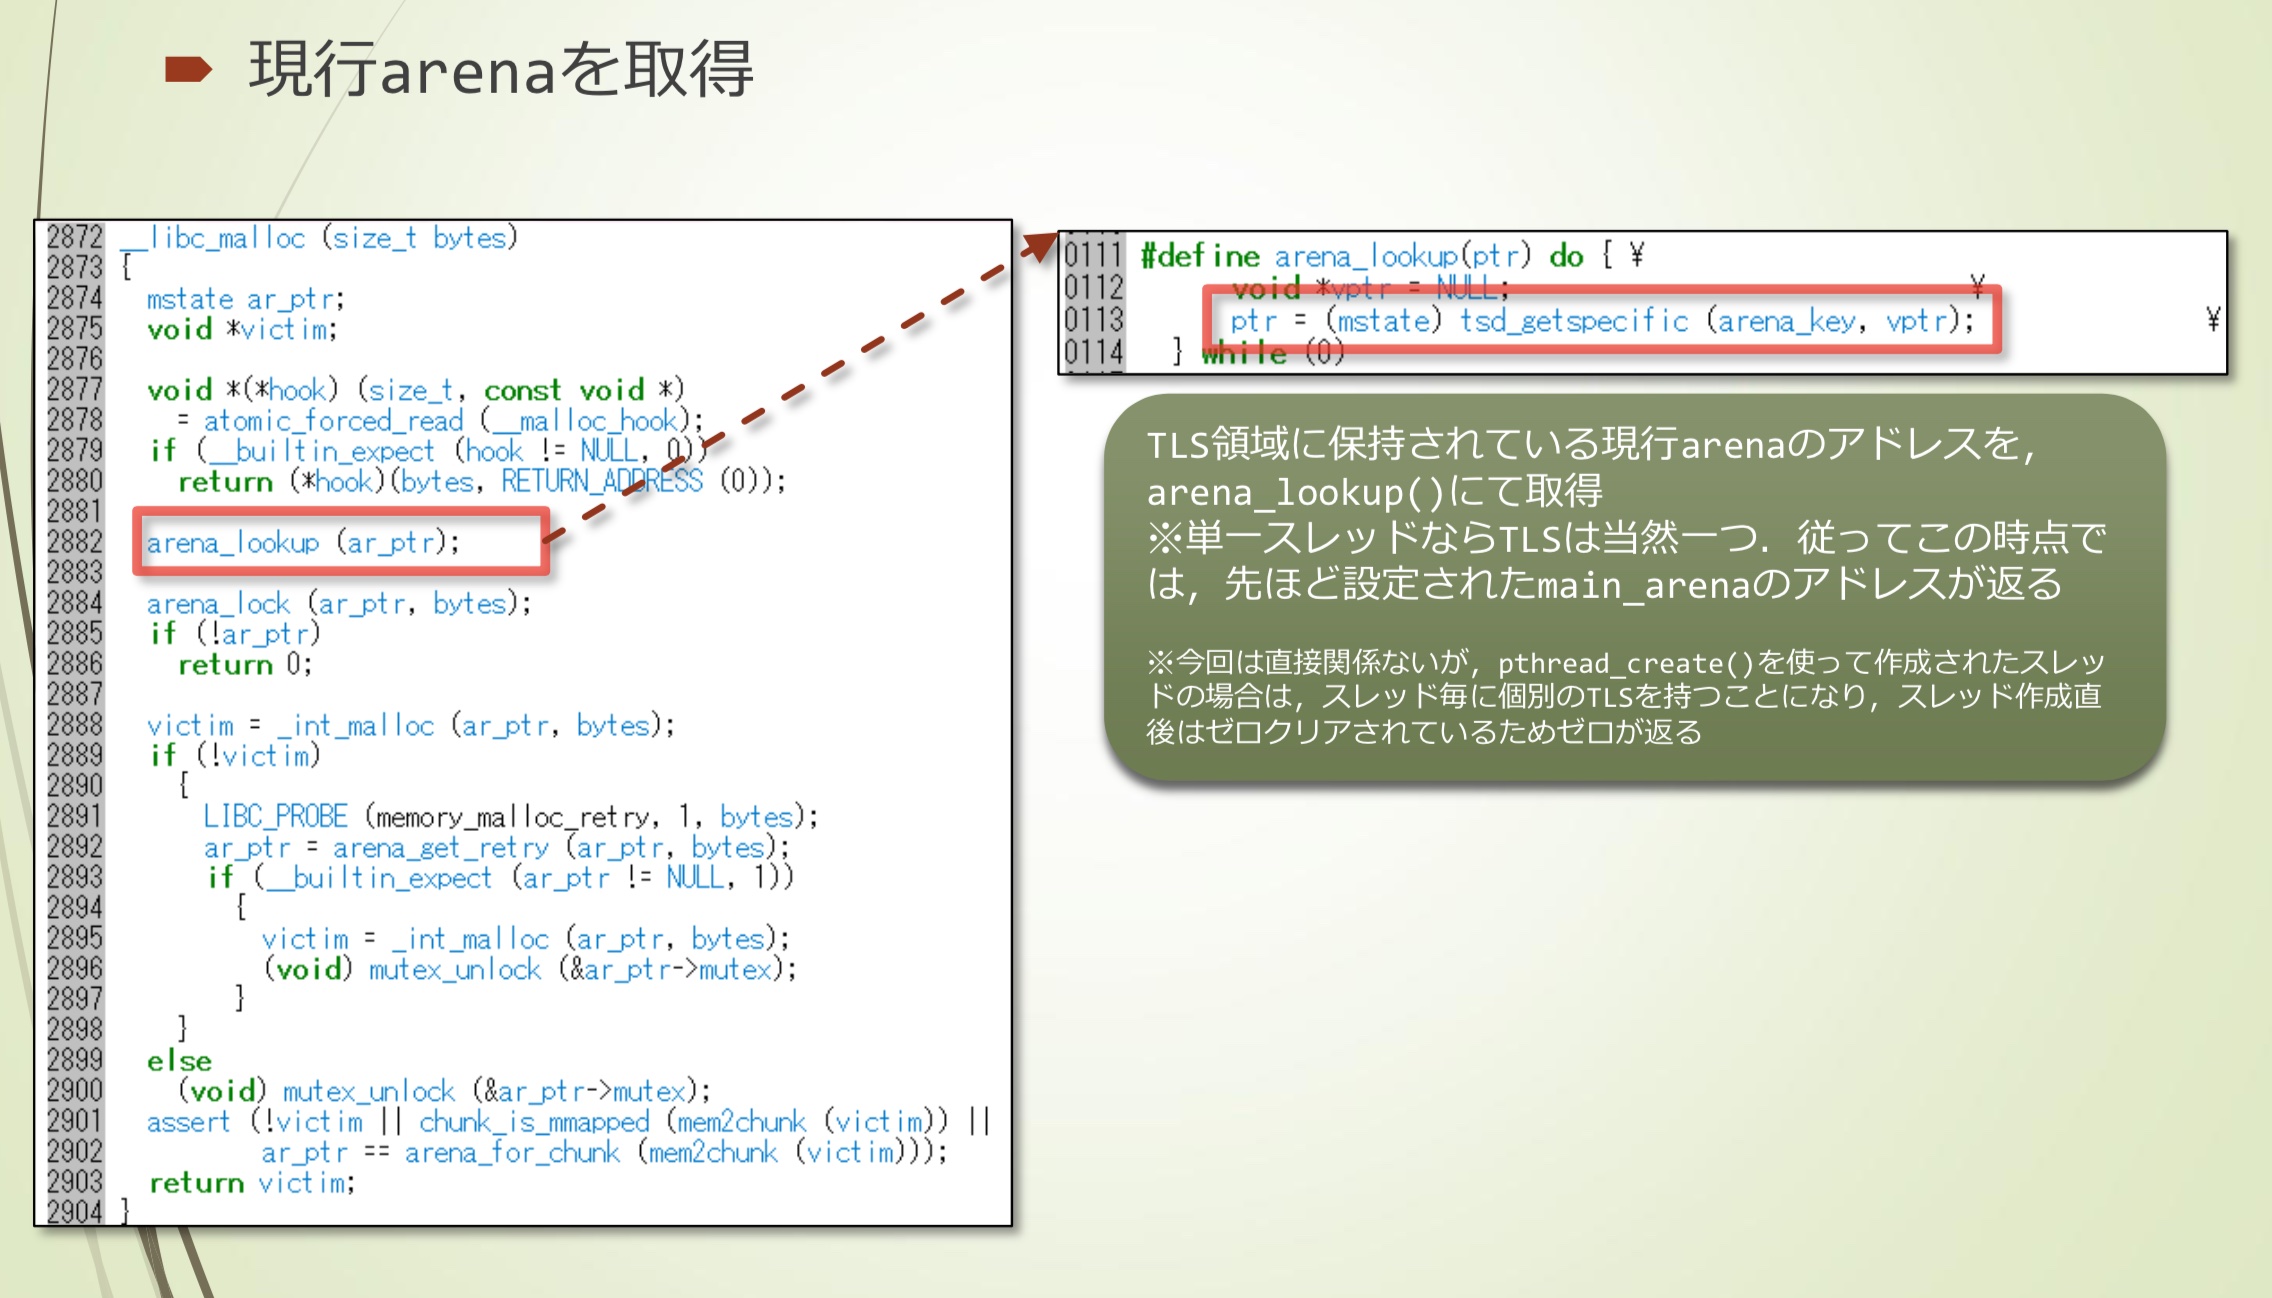 現行arenaを取得
2872 __libc_malloc (size_t bytes)
2873 {
2874 mstate ar_ptr;
2875 void *victim;
2876
2877 void *(*hook) (size_t, const void *)
2878 = atomic_forced_read (__malloc_hook);
2879 if (__builtin_expect (hook != NULL, 0))
2880 return (*hook)(bytes, RETURN_ADDRESS (0));
2881
2882 arena_lookup (ar_ptr);
2883
2884 arena_lock (ar_ptr, bytes);
2885 if (!ar_ptr)
2886 return 0;
2887
2888 victim = _int_malloc (ar_ptr, bytes);
2889 if (!victim)
2890 {
2891 LIBC_PROBE (memory_malloc_retry, 1, bytes);
2892 ar_ptr = arena_get_retry (ar_ptr, bytes);
2893 if (__builtin_expect (ar_ptr != NULL, 1))
2894 {
2895 victim = _int_malloc (ar_ptr, bytes);
2896 (void) mutex_unlock (&ar_ptr->mutex);
2897 }
2898 }
2899 else
2900 (void) mutex_unlock (&ar_ptr->mutex);
2901 assert (!victim || chunk_is_mmapped (mem2chunk (victim)) ||
2902 ar_ptr == arena_for_chunk (mem2chunk (victim)));
2903 return victim;
2904 }
0111 #define arena_lookup(ptr) do { ¥
0112 void *vptr = NULL; ¥
0113 ptr = (mstate) tsd_getspecific (arena_key, vptr); ¥
0114 } while (0)
TLS領域に保持されている現行arenaのアドレスを，
arena_lookup()にて取得
※単一スレッドならTLSは当然一つ．従ってこの時点で
は，先ほど設定されたmain_arenaのアドレスが返る
※今回は直接関係ないが，pthread_create()を使って作成されたスレッ
ドの場合は，スレッド毎に個別のTLSを持つことになり，スレッド作成直
後はゼロクリアされているためゼロが返る